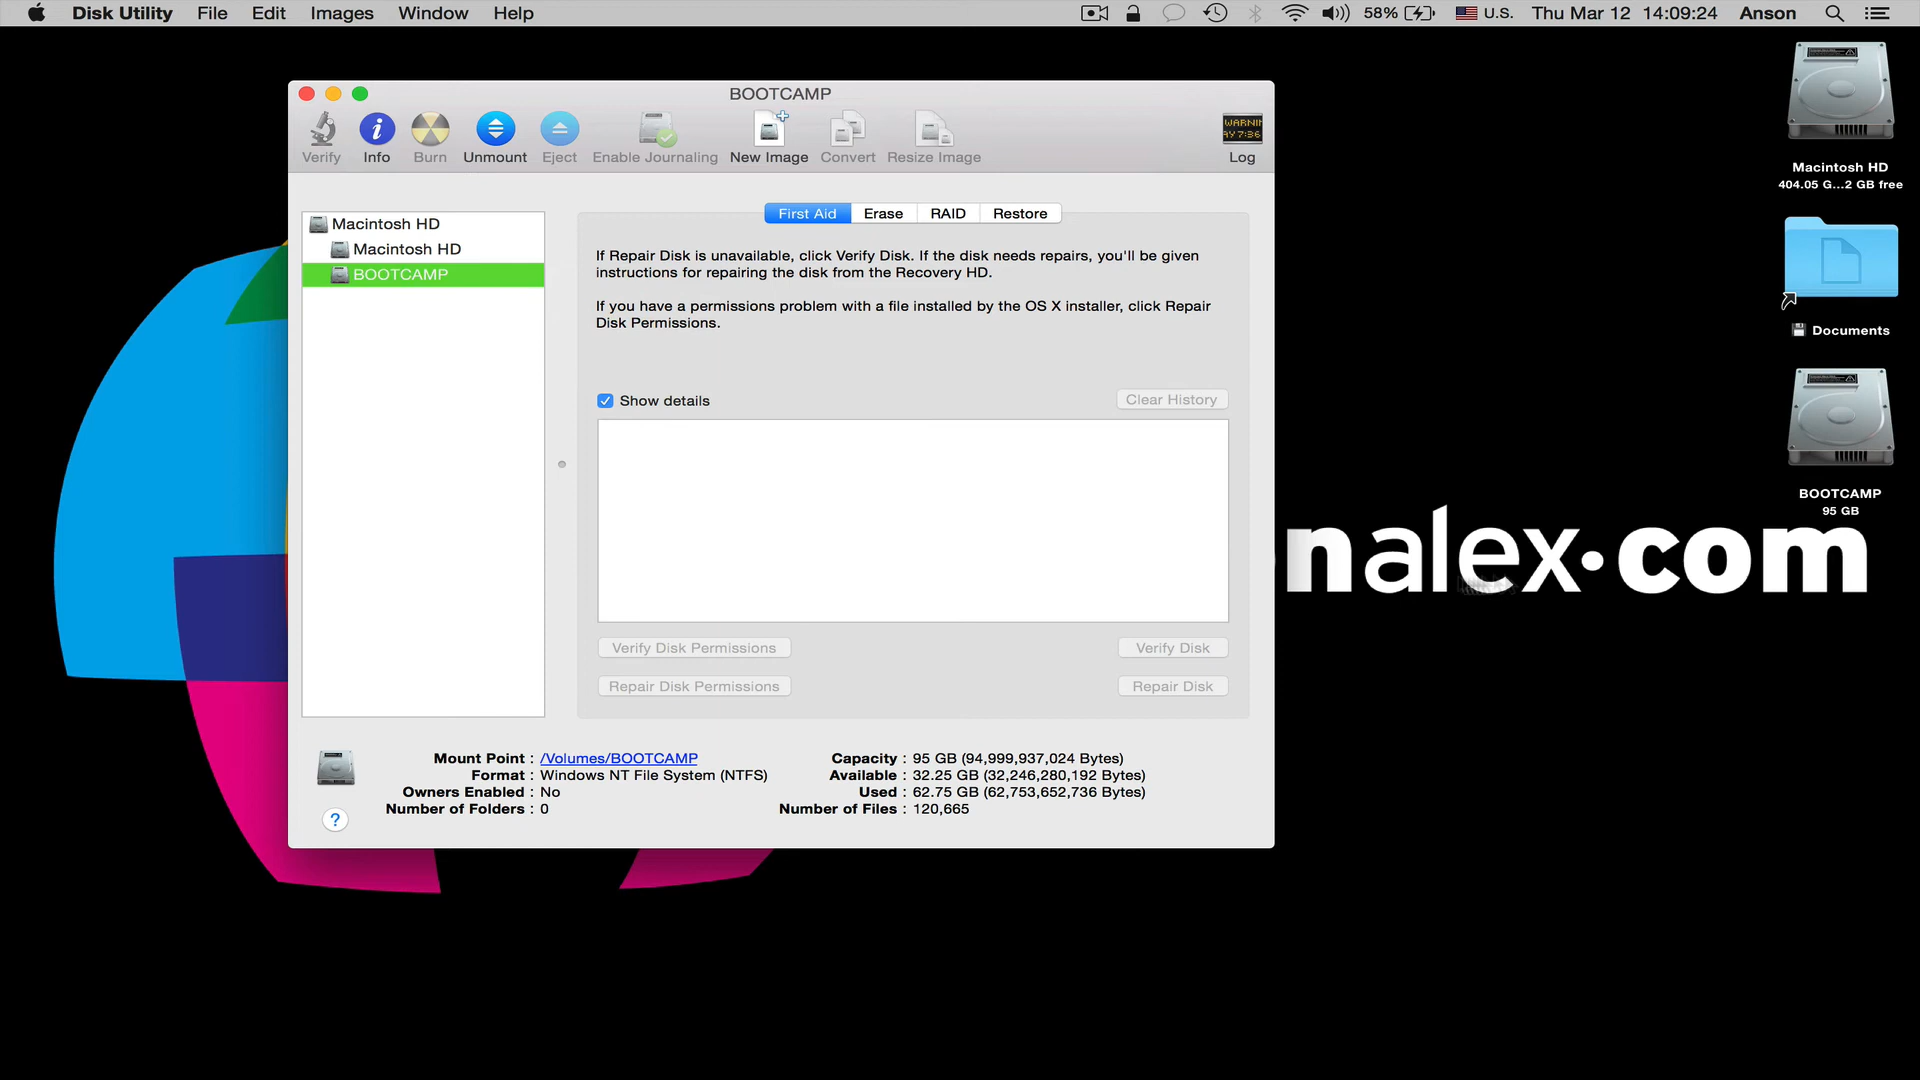 Disk Utility File Edit Images Window Help 58% U.S. Thu Mar 12 14:09:24 Anson
BOOTCAMP
Verify Info Burn Unmount Eject Enable Journaling New Image Convert Resize Image Log
WARNIN
AY 7:36
Macintosh HD
Macintosh HD
BOOTCAMP
First Aid Erase RAID Restore
If Repair Disk is unavailable, click Verify Disk. If the disk needs repairs, you'll be given
instructions for repairing the disk from the Recovery HD.
If you have a permissions problem with a file installed by the OS X installer, click Repair
Disk Permissions.
Show details
Clear History
Verify Disk Permissions Verify Disk
Repair Disk Permissions Repair Disk
Mount Point : /Volumes/BOOTCAMP
Format : Windows NT File System (NTFS)
Owners Enabled : No
Number of Folders : 0
Capacity : 95 GB (94,999,937,024 Bytes)
Available : 32.25 GB (32,246,280,192 Bytes)
Used : 62.75 GB (62,753,652,736 Bytes)
Number of Files : 120,665
?
Macintosh HD
404.05 G...2 GB free
Documents
BOOTCAMP
95 GB
nalex.com